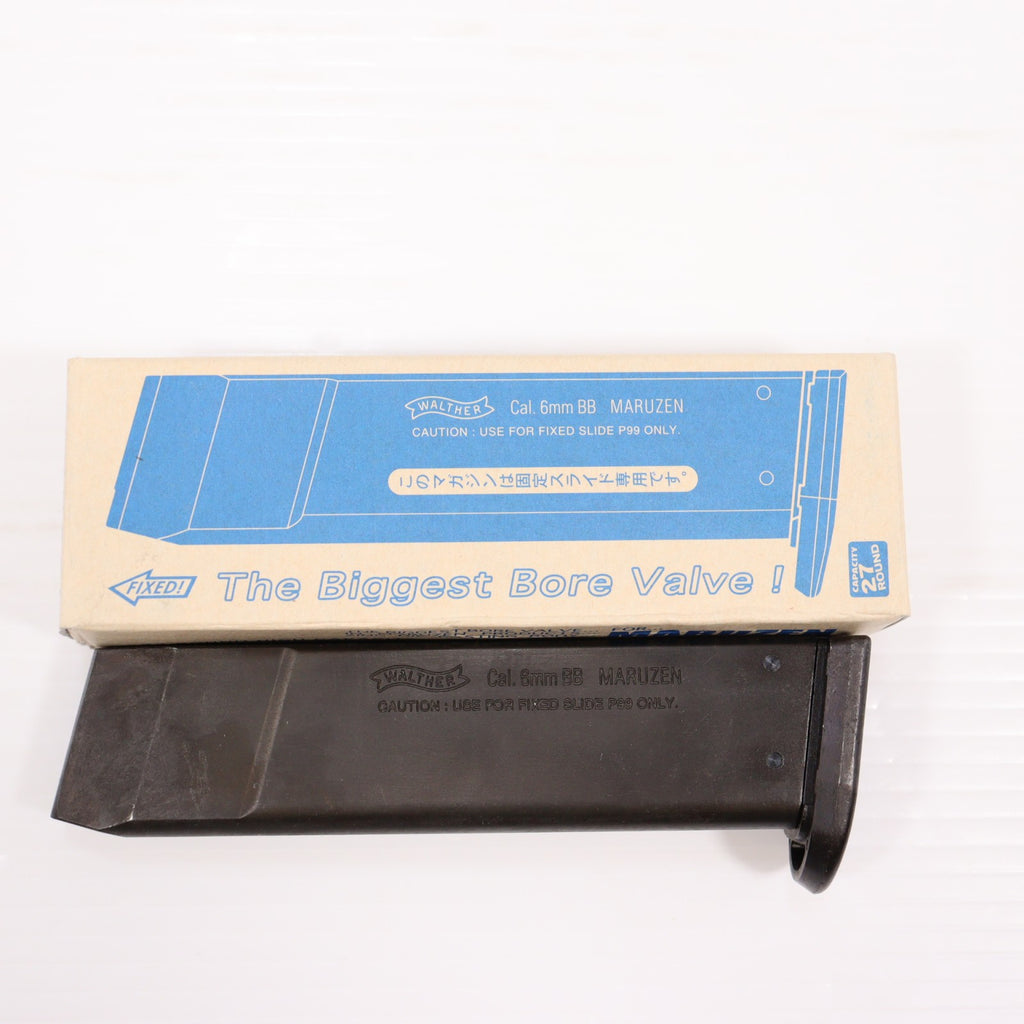 WALTHER Cal. 6mm BB MARUZEN
CAUTION : USE FOR FIXED SLIDE P99 ONLY.
このマガジンは固定スライド専用です。
FIXED! The Biggest Bore Valve !
CAPACITY
27
ROUND
MARUZEN
WALTHER Cal. 6mm BB MARUZEN
CAUTION : USE FOR FIXED SLIDE P99 ONLY.